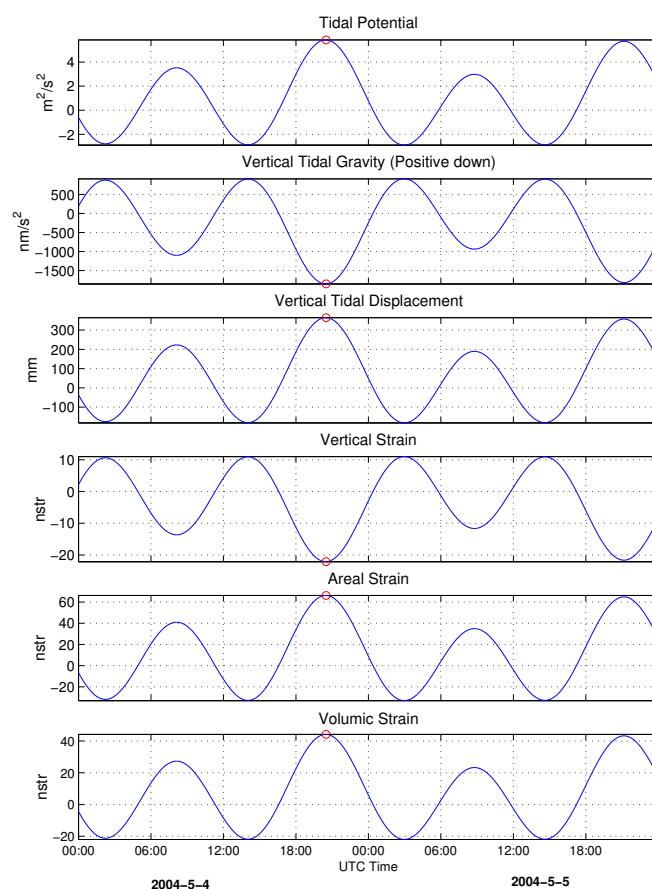 Tidal Potential
4
2
0
−2
m²/s²
Vertical Tidal Gravity (Positive down)
500
0
−500
−1000
−1500
nm/s²
Vertical Tidal Displacement
300
200
100
0
−100
mm
Vertical Strain
10
0
−10
−20
nstr
Areal Strain
60
40
20
0
−20
nstr
Volumic Strain
40
20
0
−20
nstr
00:00 06:00 12:00 18:00 00:00 06:00 12:00 18:00
UTC Time
2004−5−4 2004−5−5